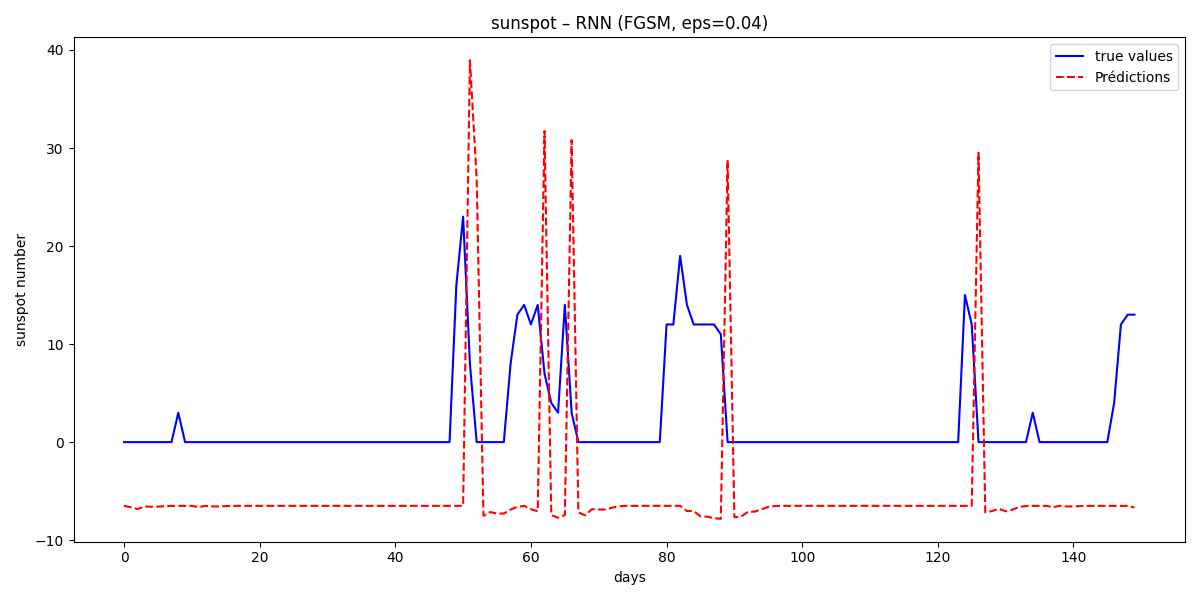 sunspot – RNN (FGSM, eps=0.04)
true values
Prédictions
sunspot number
40
30
20
10
0
−10
0
20
40
60
80
100
120
140
days